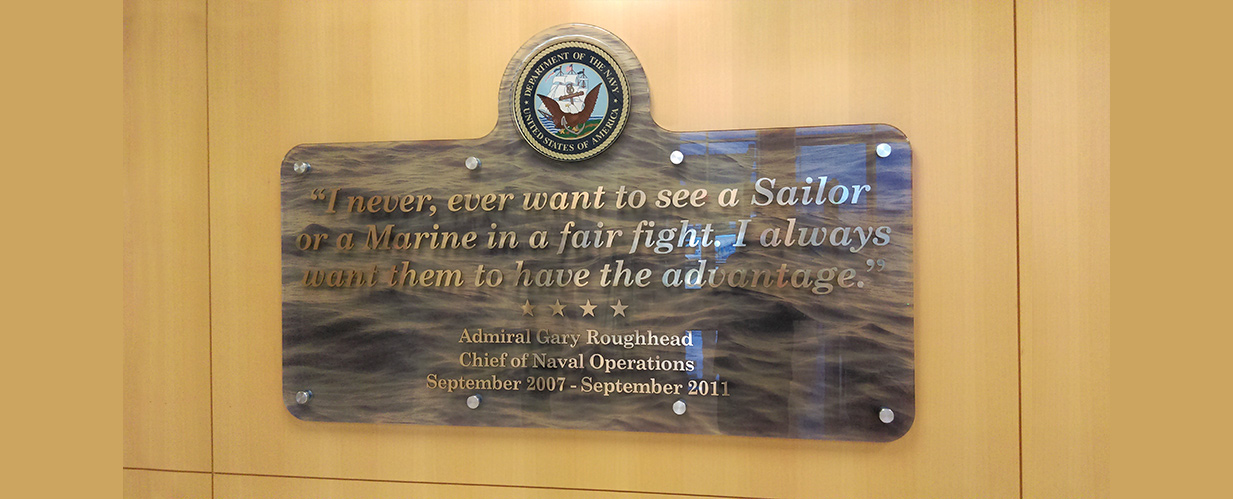 DEPARTMENT OF THE NAVY
UNITED STATES OF AMERICA
“I never, ever want to see a Sailor
or a Marine in a fair fight. I always
want them to have the advantage.”
Admiral Gary Roughhead
Chief of Naval Operations
September 2007 - September 2011